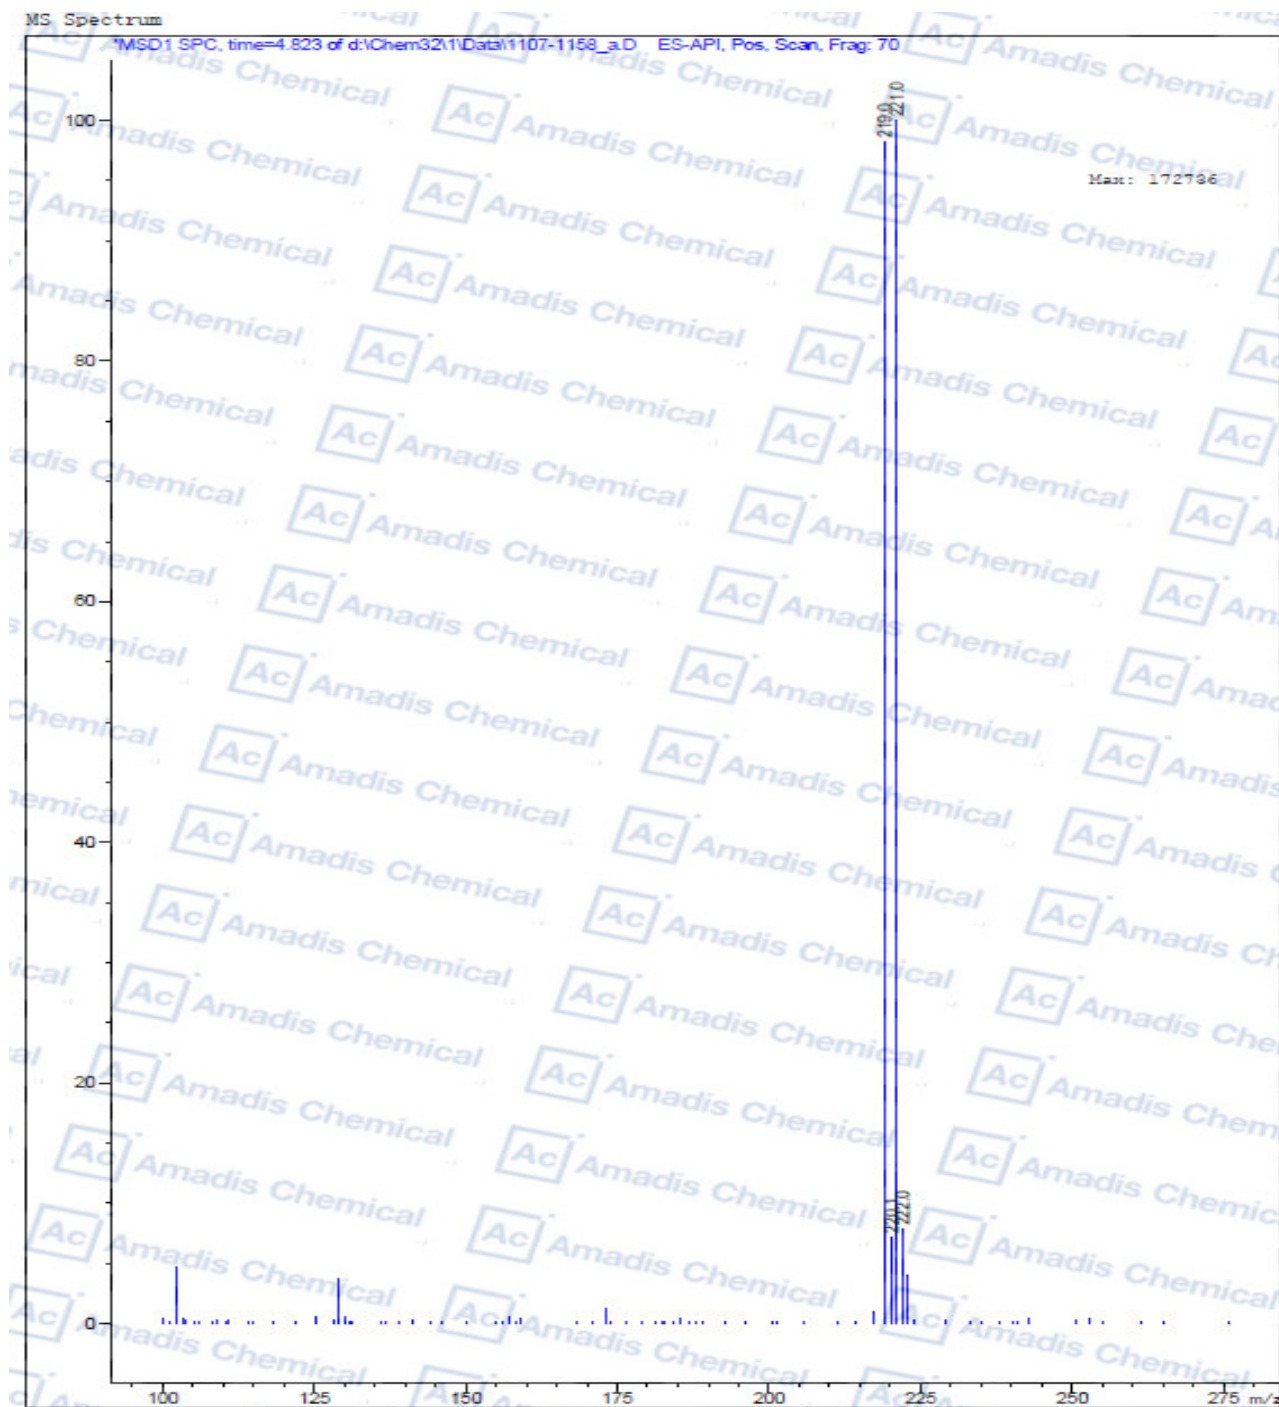 MS Spectrum
*MSD1 SPC, time=4.823 of d:\Chem32\1\Data\1107-1158_a.D ES-API, Pos, Scan, Frag: 70
219.0
221.0
Max: 172786
100
80
60
40
20
0
220.1
222.0
100 125 150 175 200 225 250 275 m/z
Ac Amadis Chemical